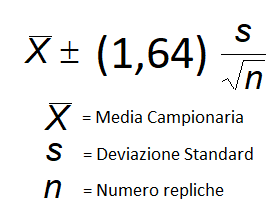 X̅ ± (1,64) s/√n
X̅ = Media Campionaria
s = Deviazione Standard
n = Numero repliche